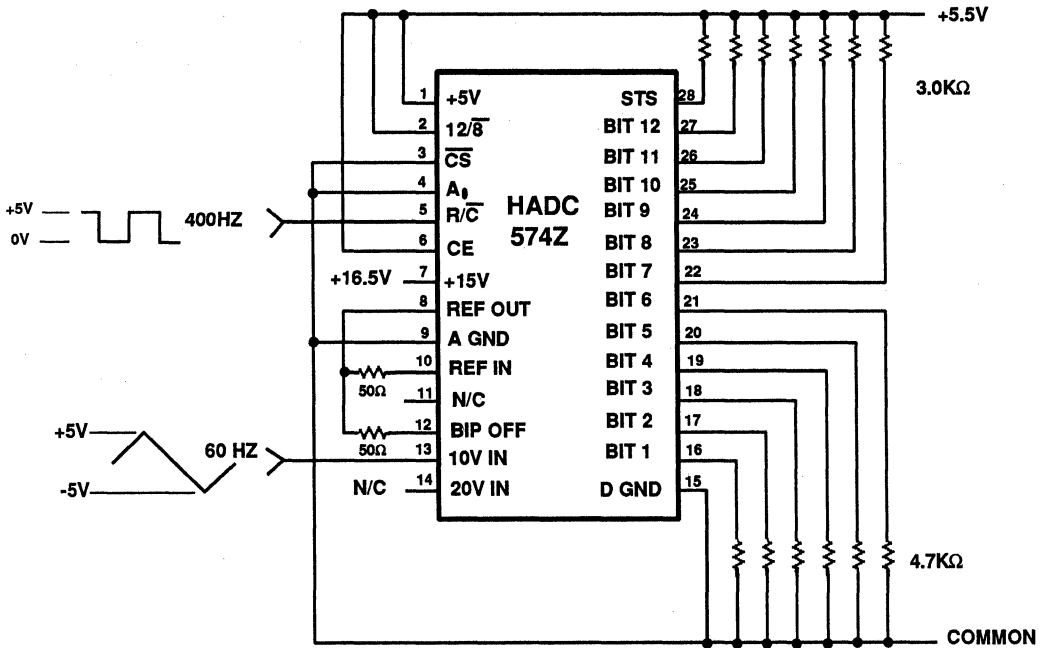 +5.5V
3.0KΩ
1 +5V
2 12/8̅
3 C̅S̅
4 A₀
5 R/C̅
6 CE
7 +15V
8 REF OUT
9 A GND
10 REF IN
11 N/C
12 BIP OFF
13 10V IN
14 20V IN
HADC
574Z
STS 28
BIT 12 27
BIT 11 26
BIT 10 25
BIT 9 24
BIT 8 23
BIT 7 22
BIT 6 21
BIT 5 20
BIT 4 19
BIT 3 18
BIT 2 17
BIT 1 16
D GND 15
+5V
0V
400HZ
+16.5V
50Ω
50Ω
+5V
-5V
60 HZ
N/C
4.7KΩ
COMMON